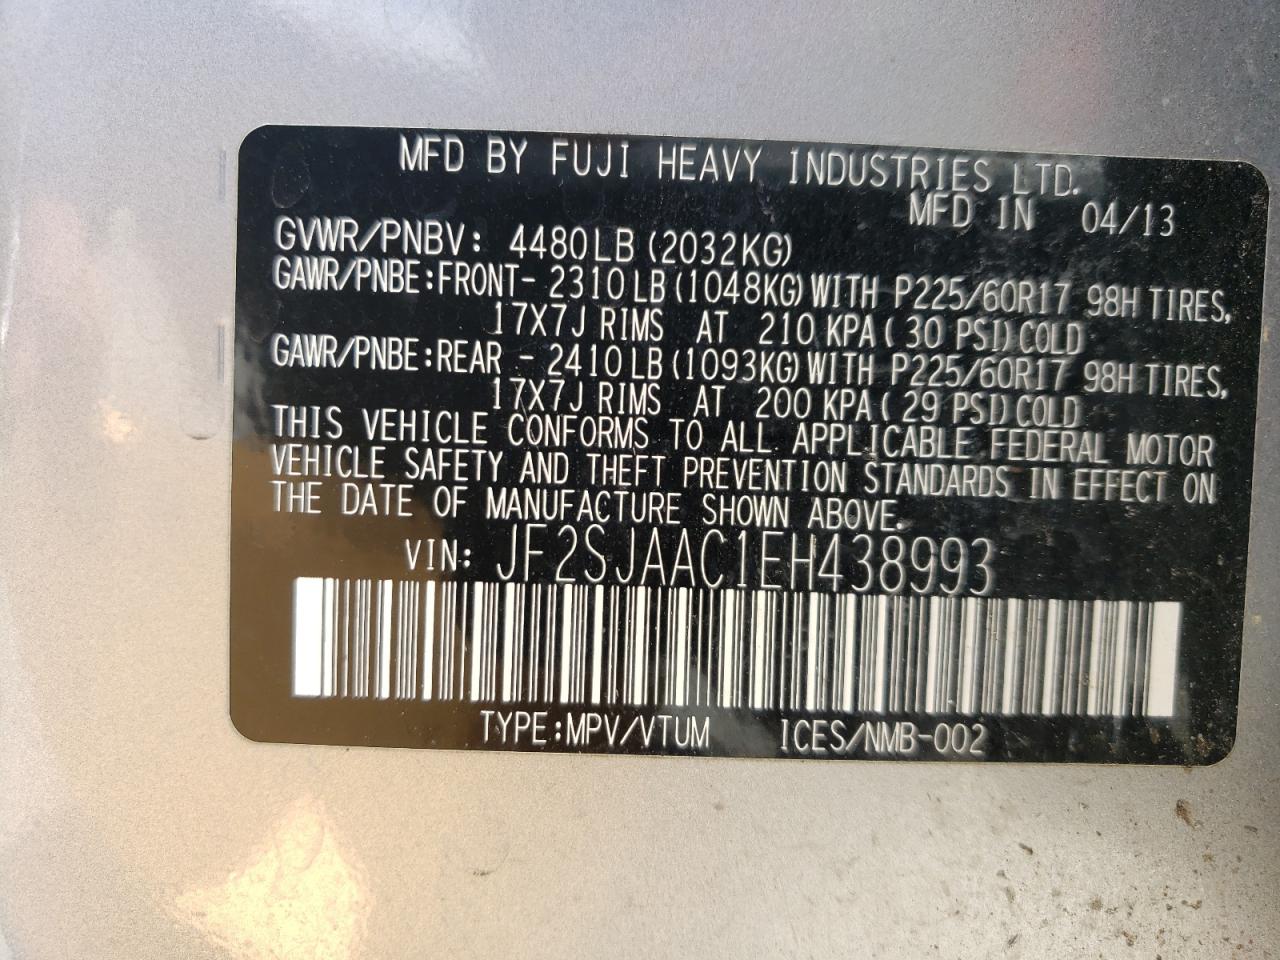 MFD BY FUJI HEAVY INDUSTRIES LTD.
MFD IN 04/13
GVWR/PNBV: 4480LB (2032KG)
GAWR/PNBE:FRONT- 2310LB (1048KG) WITH P225/60R17 98H TIRES,
17X7J RIMS AT 210 KPA ( 30 PSI) COLD
GAWR/PNBE:REAR - 2410LB (1093KG) WITH P225/60R17 98H TIRES,
17X7J RIMS AT 200 KPA ( 29 PSI) COLD
THIS VEHICLE CONFORMS TO ALL APPLICABLE FEDERAL MOTOR
VEHICLE SAFETY AND THEFT PREVENTION STANDARDS IN EFFECT ON
THE DATE OF MANUFACTURE SHOWN ABOVE.
VIN: JF2SJAAC1EH438993
TYPE:MPV/VTUM ICES/NMB-002